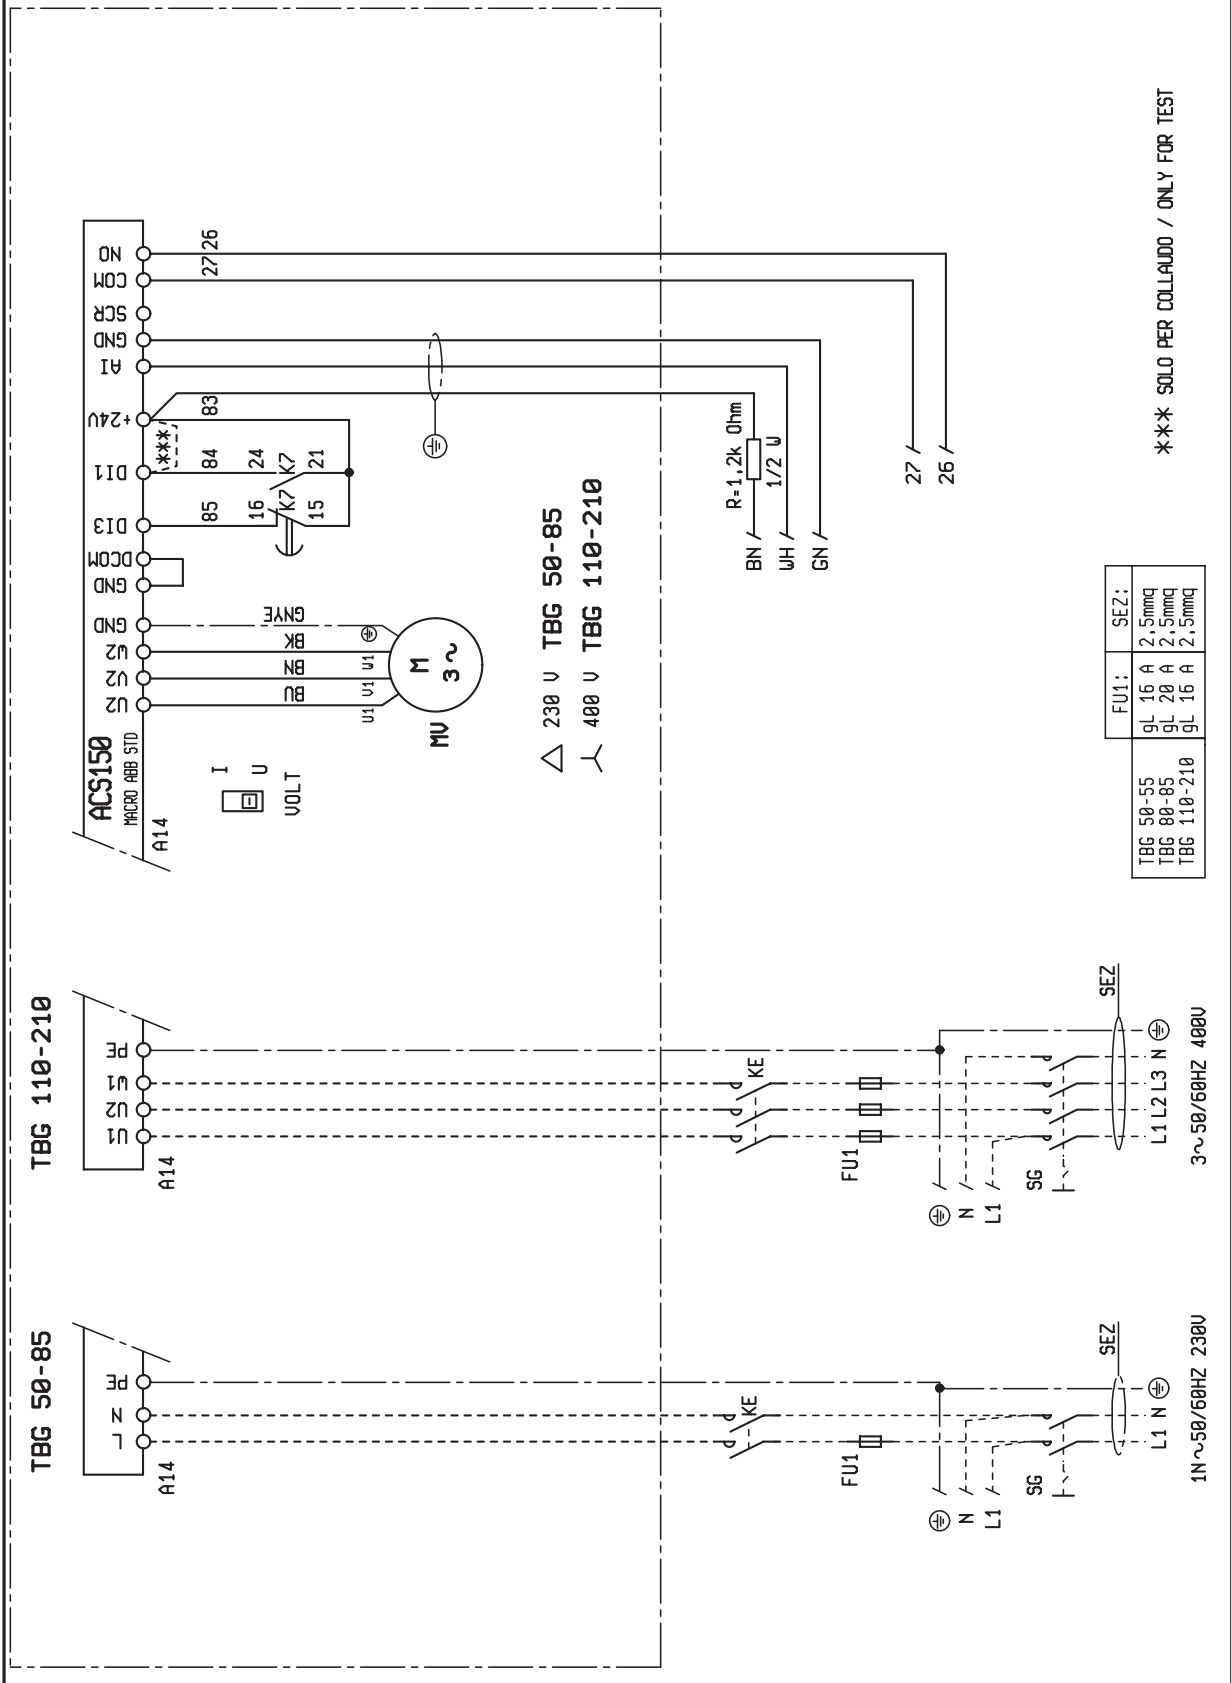 TBG 50-85
L
N
PE
A14
KE
FU1
N
L1
SG
SEZ
L1 N
1N~50/60HZ 230V
TBG 110-210
U1
U2
W1
PE
A14
KE
FU1
N
L1
SG
SEZ
L1 L2 L3 N
3~50/60HZ 400V
ACS150
MACRO ABB STD
A14
U2
V2
W2
GND
GND
DCOM
DI3
DI1
+24V
AI
GND
SCR
COM
NO
I
U
VOLT
BU
BN
BK
GNYE
U1 V1 W1
M
3~
MV
85
84
83
27 26
***
16
K7
15
24
K7
21
230 V TBG 50-85
400 V TBG 110-210
R=1,2k Ohm
1/2 W
BN
WH
GN
27
26
FU1: SEZ:
TBG 50-55 gL 16 A 2,5mmq
TBG 80-85 gL 20 A 2,5mmq
TBG 110-210 gL 16 A 2,5mmq
*** SOLO PER COLLAUDO / ONLY FOR TEST